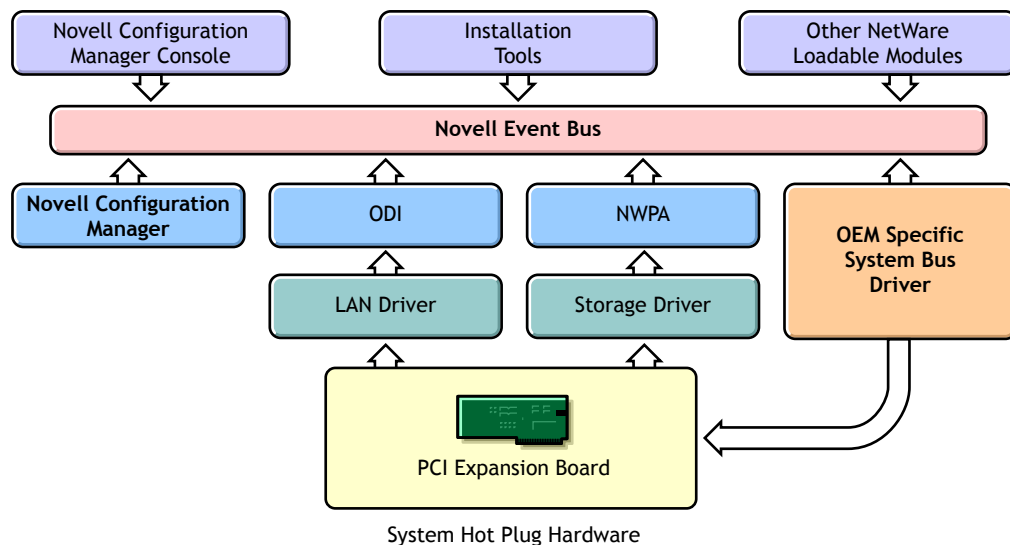 Novell Configuration
Manager Console
Installation
Tools
Other NetWare
Loadable Modules
Novell Event Bus
Novell Configuration
Manager
ODI
NWPA
OEM Specific
System Bus
Driver
LAN Driver
Storage Driver
PCI Expansion Board
System Hot Plug Hardware